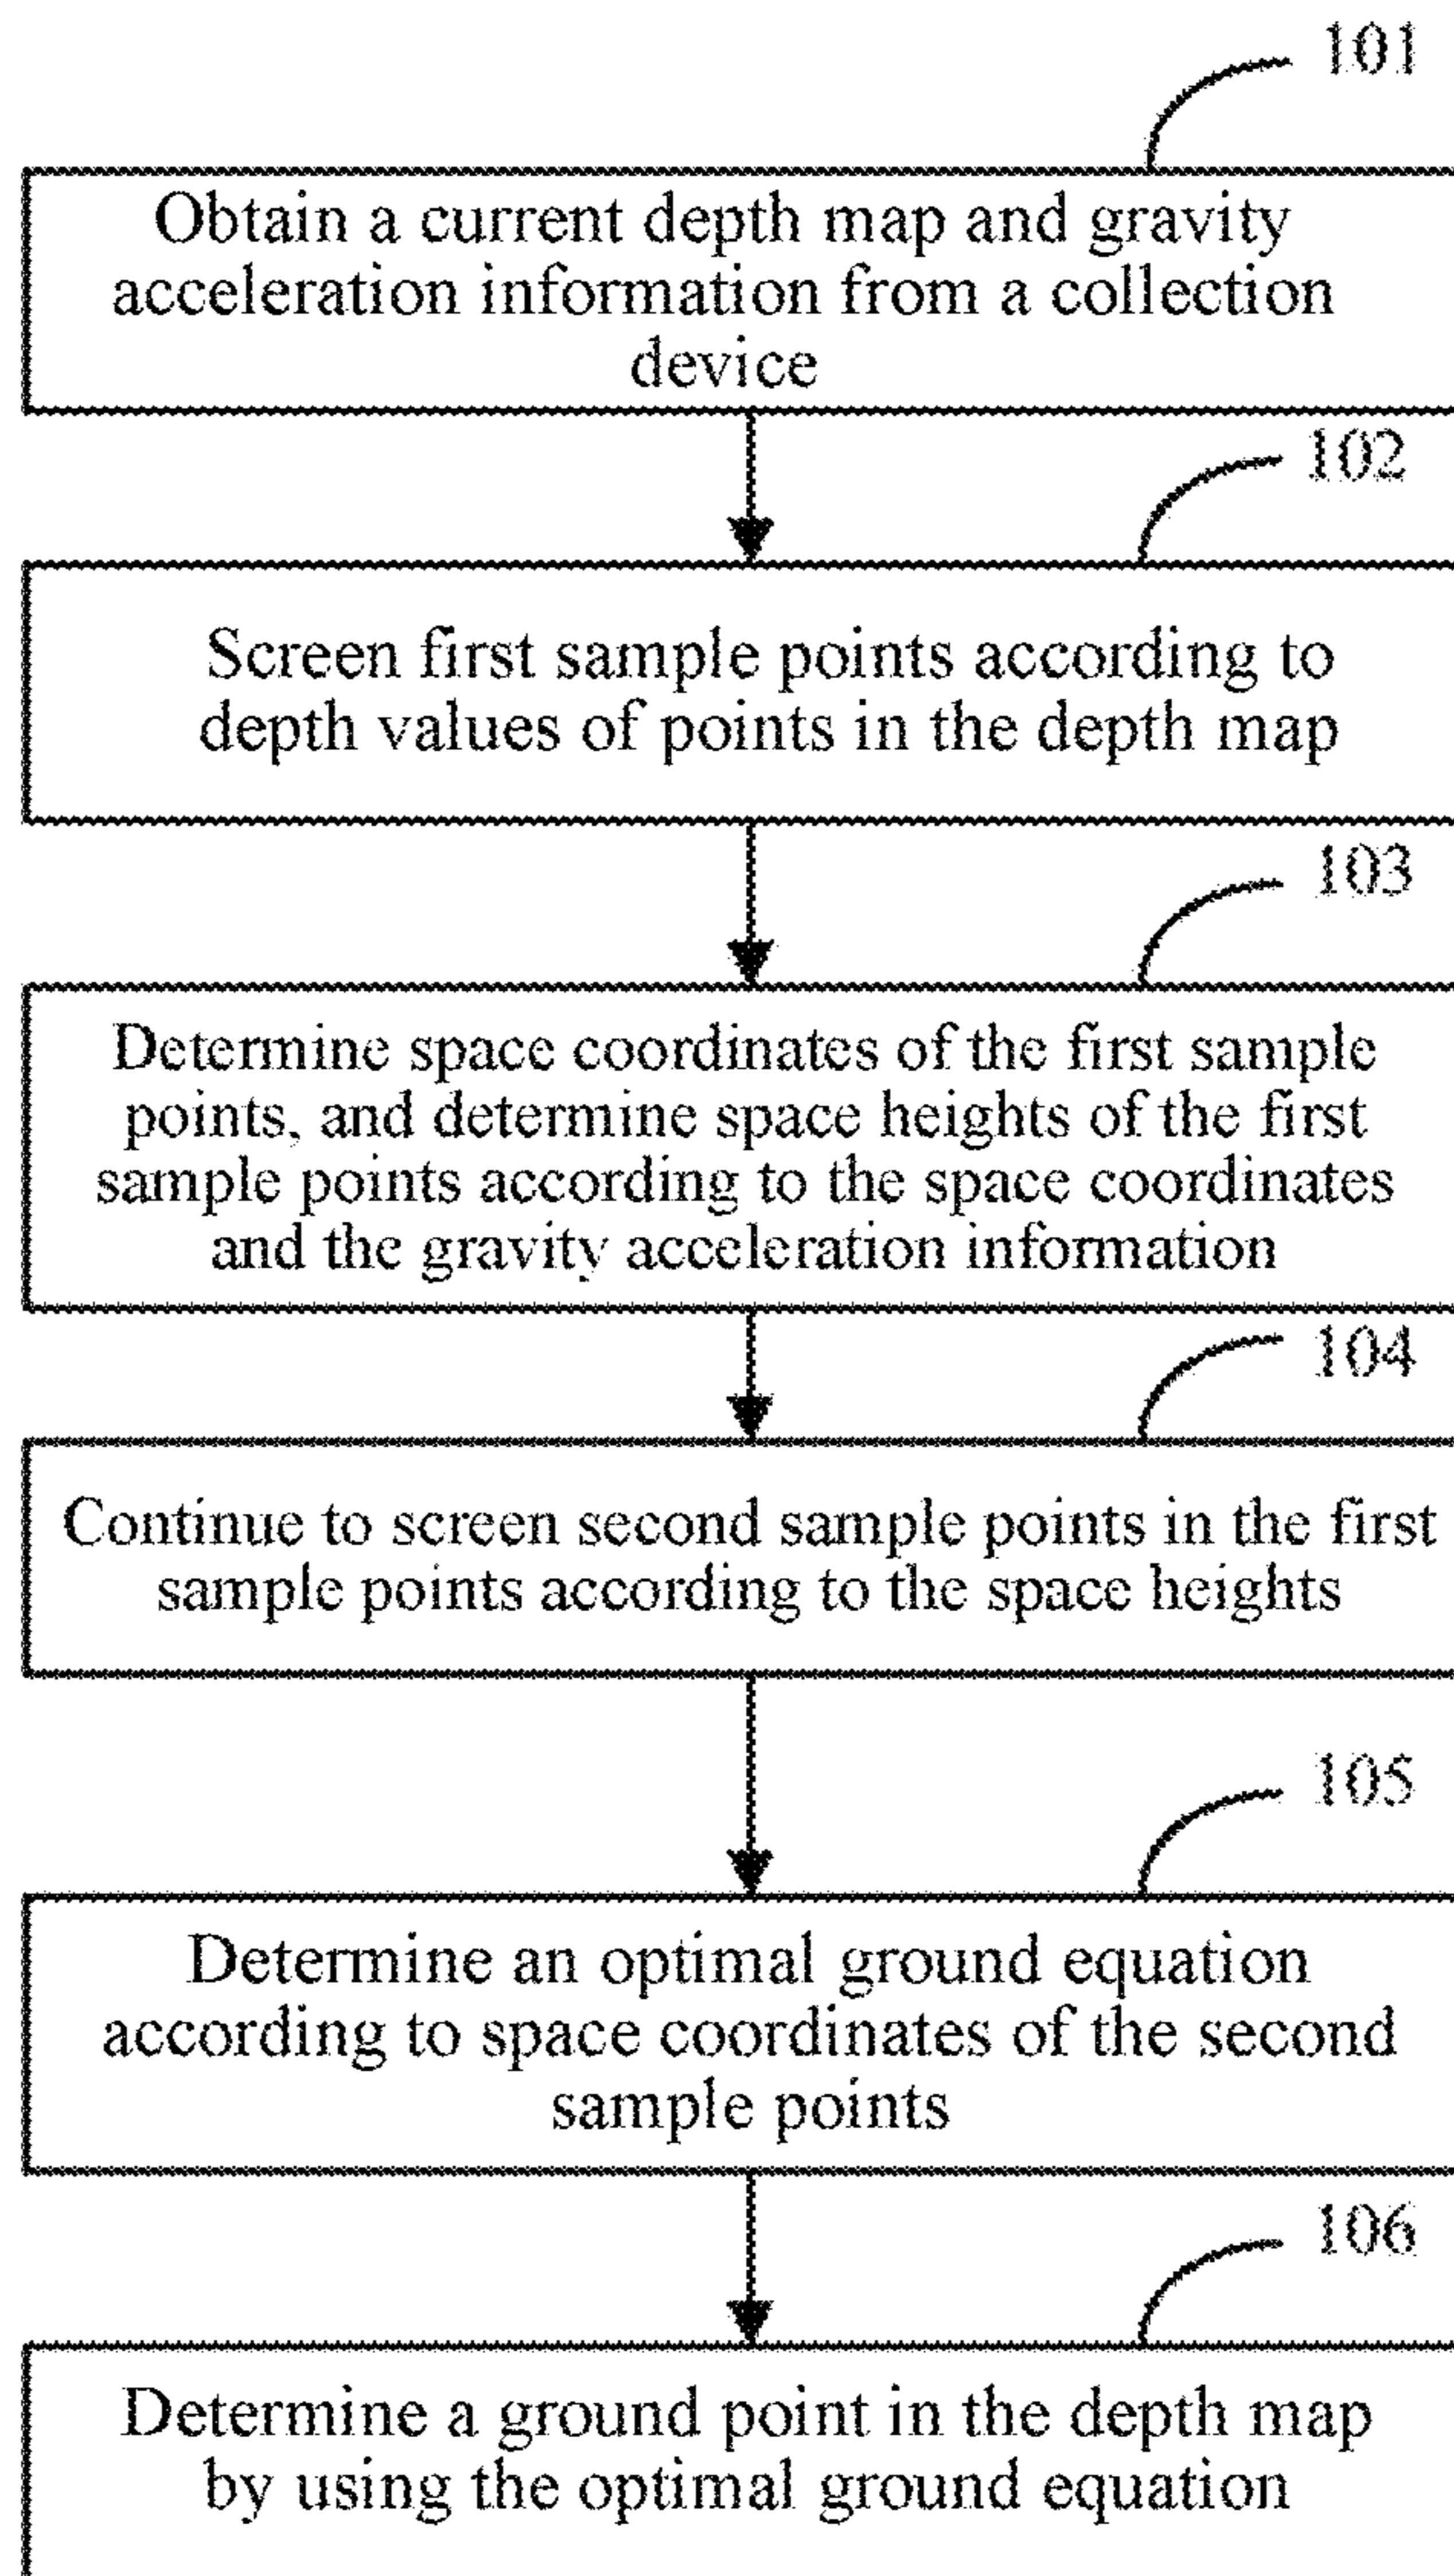 101
Obtain a current depth map and gravity
acceleration information from a collection
device
102
Screen first sample points according to
depth values of points in the depth map
103
Determine space coordinates of the first sample
points, and determine space heights of the first
sample points according to the space coordinates
and the gravity acceleration information
104
Continue to screen second sample points in the first
sample points according to the space heights
105
Determine an optimal ground equation
according to space coordinates of the second
sample points
106
Determine a ground point in the depth map
by using the optimal ground equation